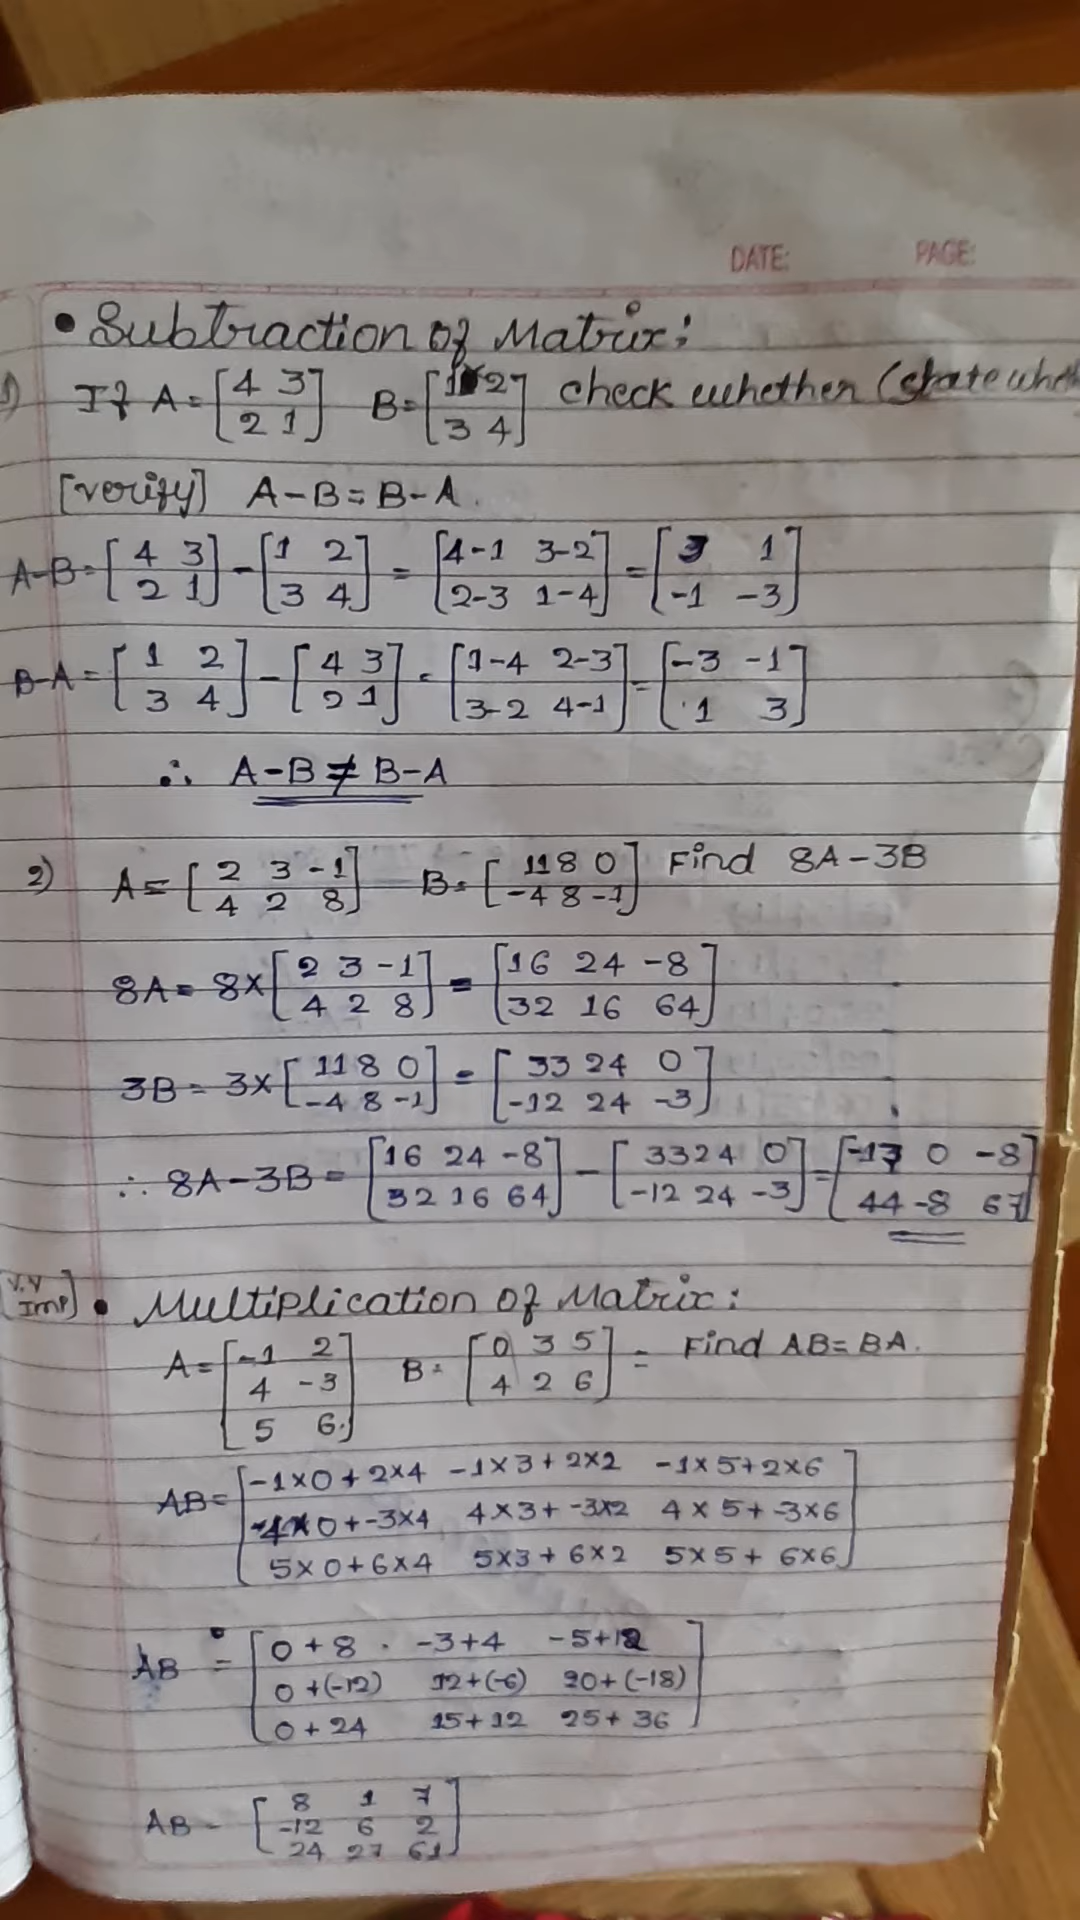 DATE: PAGE:
• Subtraction of Matrix:
1) If A = [4 3] B = [1 2] check whether (state whet
[2 1] [3 4]
[verify] A-B = B-A.
A-B = [4 3] - [1 2] = [4-1 3-2] = [3 1]
[2 1] [3 4] [2-3 1-4] [-1 -3]
B-A = [1 2] - [4 3] = [1-4 2-3] = [-3 -1]
[3 4] [2 1] [3-2 4-1] [1 3]
∴ A-B ≠ B-A
2) A = [2 3 -1] B = [11 8 0] Find 8A-3B
[4 2 8] [-4 8 -1]
8A = 8× [2 3 -1] = [16 24 -8]
[4 2 8] [32 16 64]
3B = 3× [11 8 0] = [33 24 0]
[-4 8 -1] [-12 24 -3]
∴ 8A-3B = [16 24 -8] - [33 24 0] = [-17 0 -8]
[32 16 64] [-12 24 -3] [44 -8 67]
[V.V Imp] • Multiplication of Matrix:
A = [-1 2] B = [0 3 5] = Find AB = BA.
[4 -3] [4 2 6]
[5 6]
AB = [-1×0+2×4 -1×3+2×2 -1×5+2×6]
[4×0+-3×4 4×3+-3×2 4×5+-3×6]
[5×0+6×4 5×3+6×2 5×5+6×6]
AB = [0+8 -3+4 -5+12]
[0+(-12) 12+(-6) 20+(-18)]
[0+24 15+12 25+36]
AB = [8 1 7]
[-12 6 2]
[24 27 61]